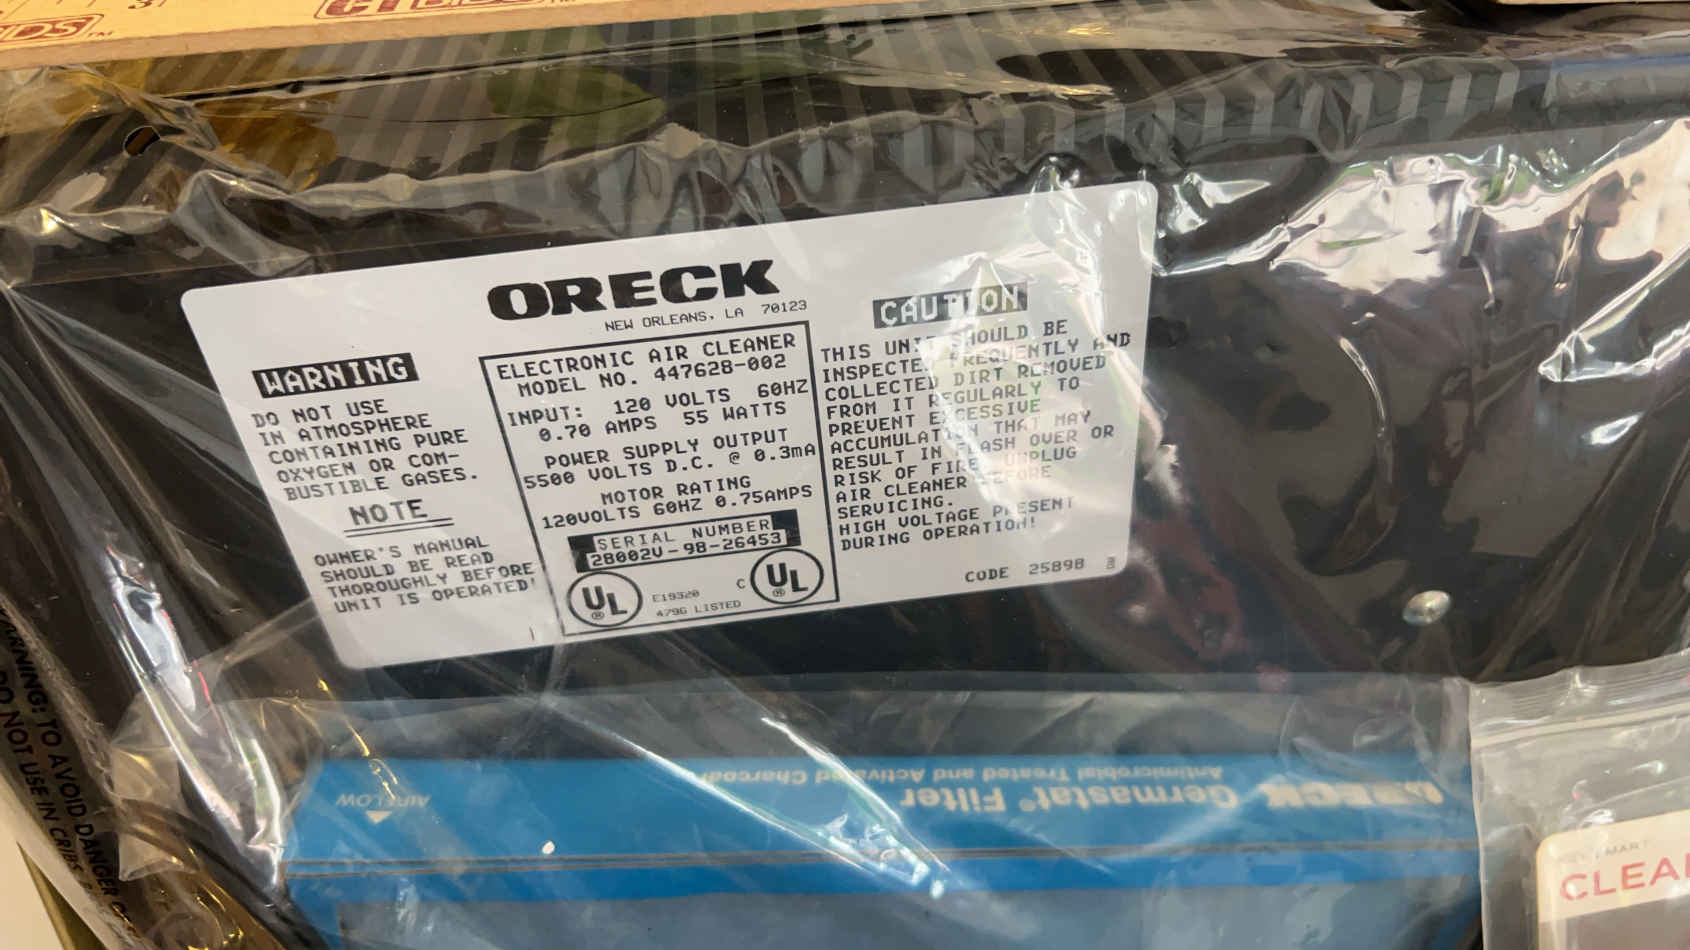 ORECK
NEW ORLEANS, LA 70123
WARNING
DO NOT USE
IN ATMOSPHERE
CONTAINING PURE
OXYGEN OR COM-
BUSTIBLE GASES.
NOTE
OWNER'S MANUAL
SHOULD BE READ
THOROUGHLY BEFORE
UNIT IS OPERATED!
ELECTRONIC AIR CLEANER
MODEL NO. 447628-002
INPUT: 120 VOLTS 60HZ
0.70 AMPS 55 WATTS
POWER SUPPLY OUTPUT
5500 VOLTS D.C. @ 0.3mA
MOTOR RATING
120VOLTS 60HZ 0.75AMPS
SERIAL NUMBER
28002V-98-26453
UL ®
E19320
479G LISTED
C UL ®
CAUTION
THIS UNIT SHOULD BE
INSPECTED FREQUENTLY AND
COLLECTED DIRT REMOVED
FROM IT REGULARLY TO
PREVENT EXCESSIVE
ACCUMULATION THAT MAY
RESULT IN FLASH OVER OR
RISK OF FIRE. UNPLUG
AIR CLEANER BEFORE
SERVICING.
HIGH VOLTAGE PRESENT
DURING OPERATION!
CODE 25898
ORECK Germastat® Filter
Antimicrobial Treated and Activated Charcoal
AIRFLOW
WARNING: TO AVOID DANGER
DO NOT USE IN CRIBS,
CLEA